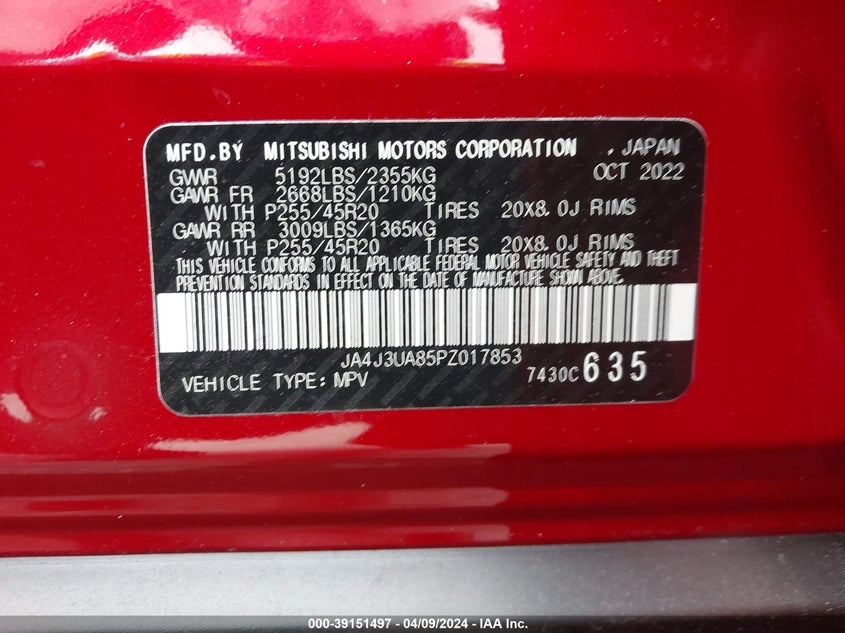 MFD.BY MITSUBISHI MOTORS CORPORATION , JAPAN
GVWR 5192LBS/2355KG OCT 2022
GAWR FR 2668LBS/1210KG
WITH P255/45R20 TIRES 20X8.0J RIMS
GAWR RR 3009LBS/1365KG
WITH P255/45R20 TIRES 20X8.0J RIMS
THIS VEHICLE CONFORMS TO ALL APPLICABLE FEDERAL MOTOR VEHICLE SAFETY AND THEFT
PREVENTION STANDARDS IN EFFECT ON THE DATE OF MANUFACTURE SHOWN ABOVE.
JA4J3UA85PZ017853
VEHICLE TYPE: MPV 7430C 635
000-39151497 - 04/09/2024 - IAA Inc.